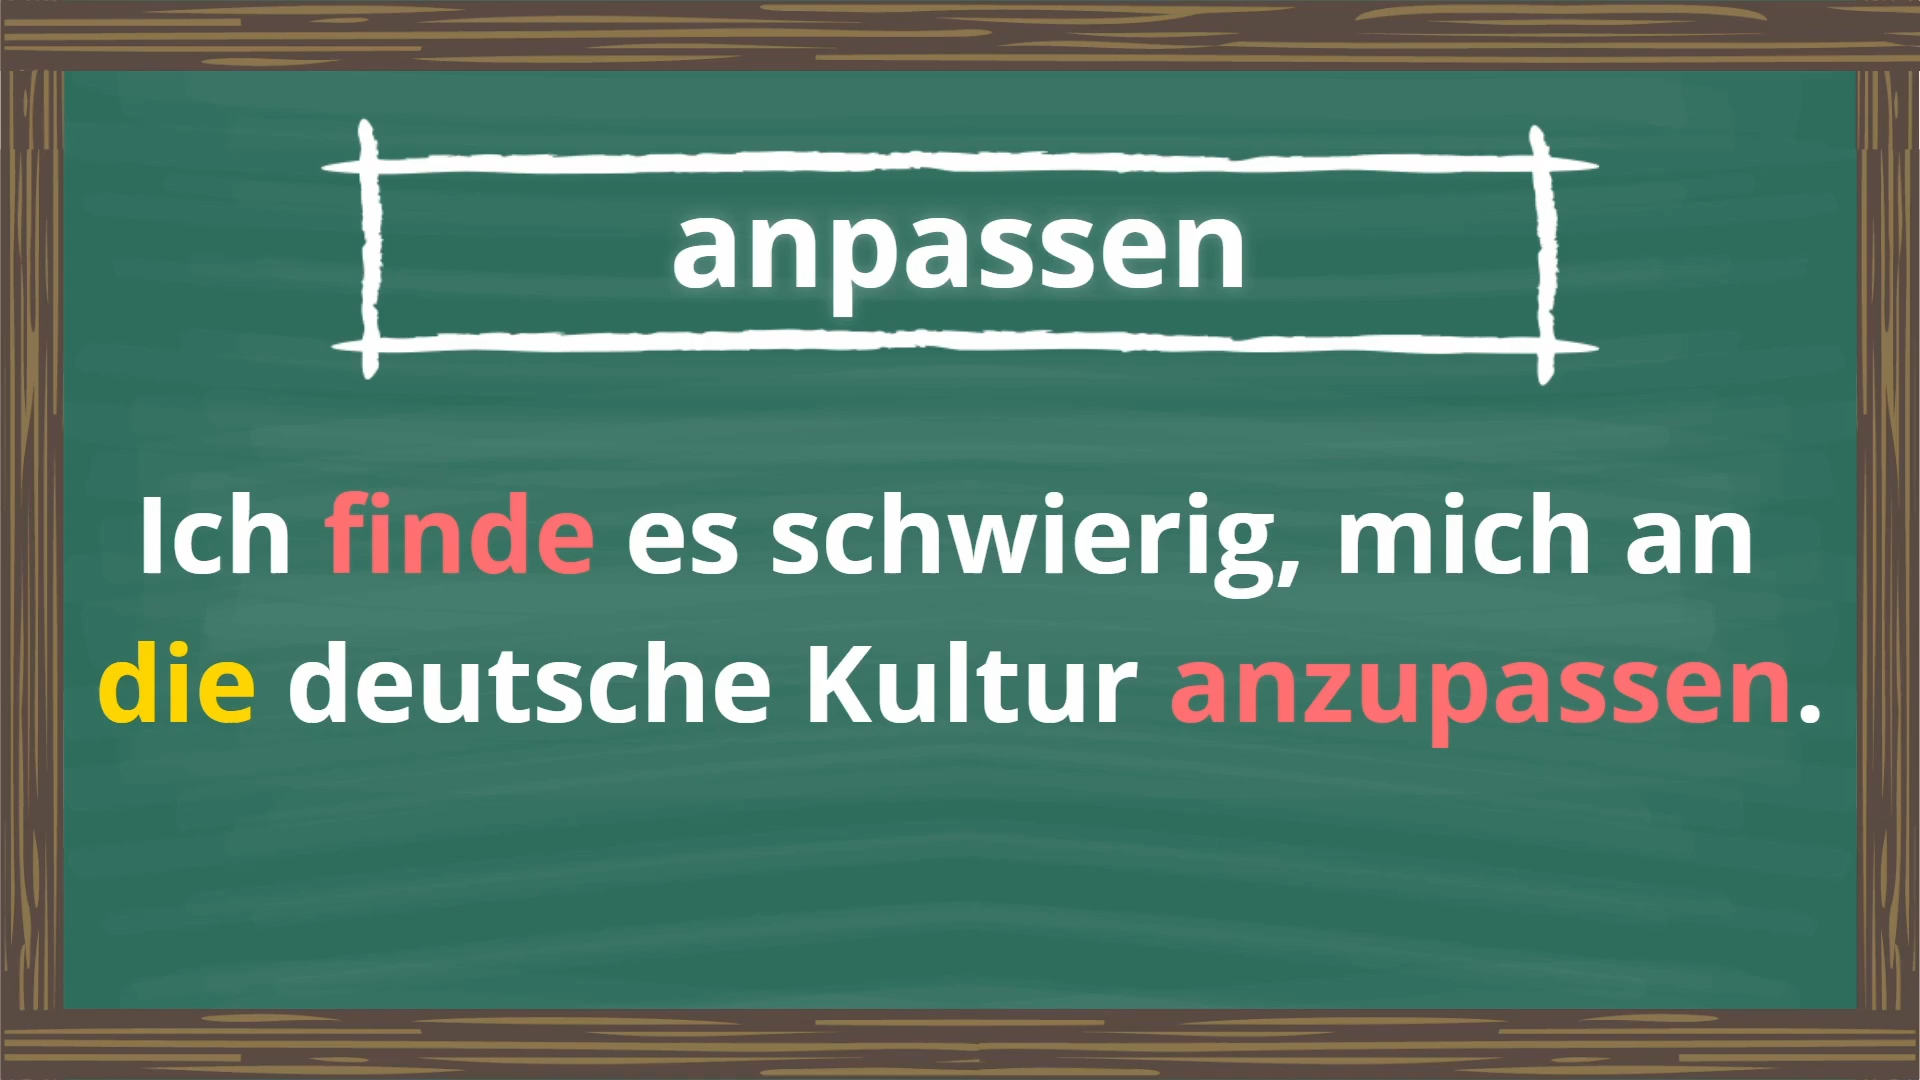 anpassen
Ich finde es schwierig, mich an
die deutsche Kultur anzupassen.